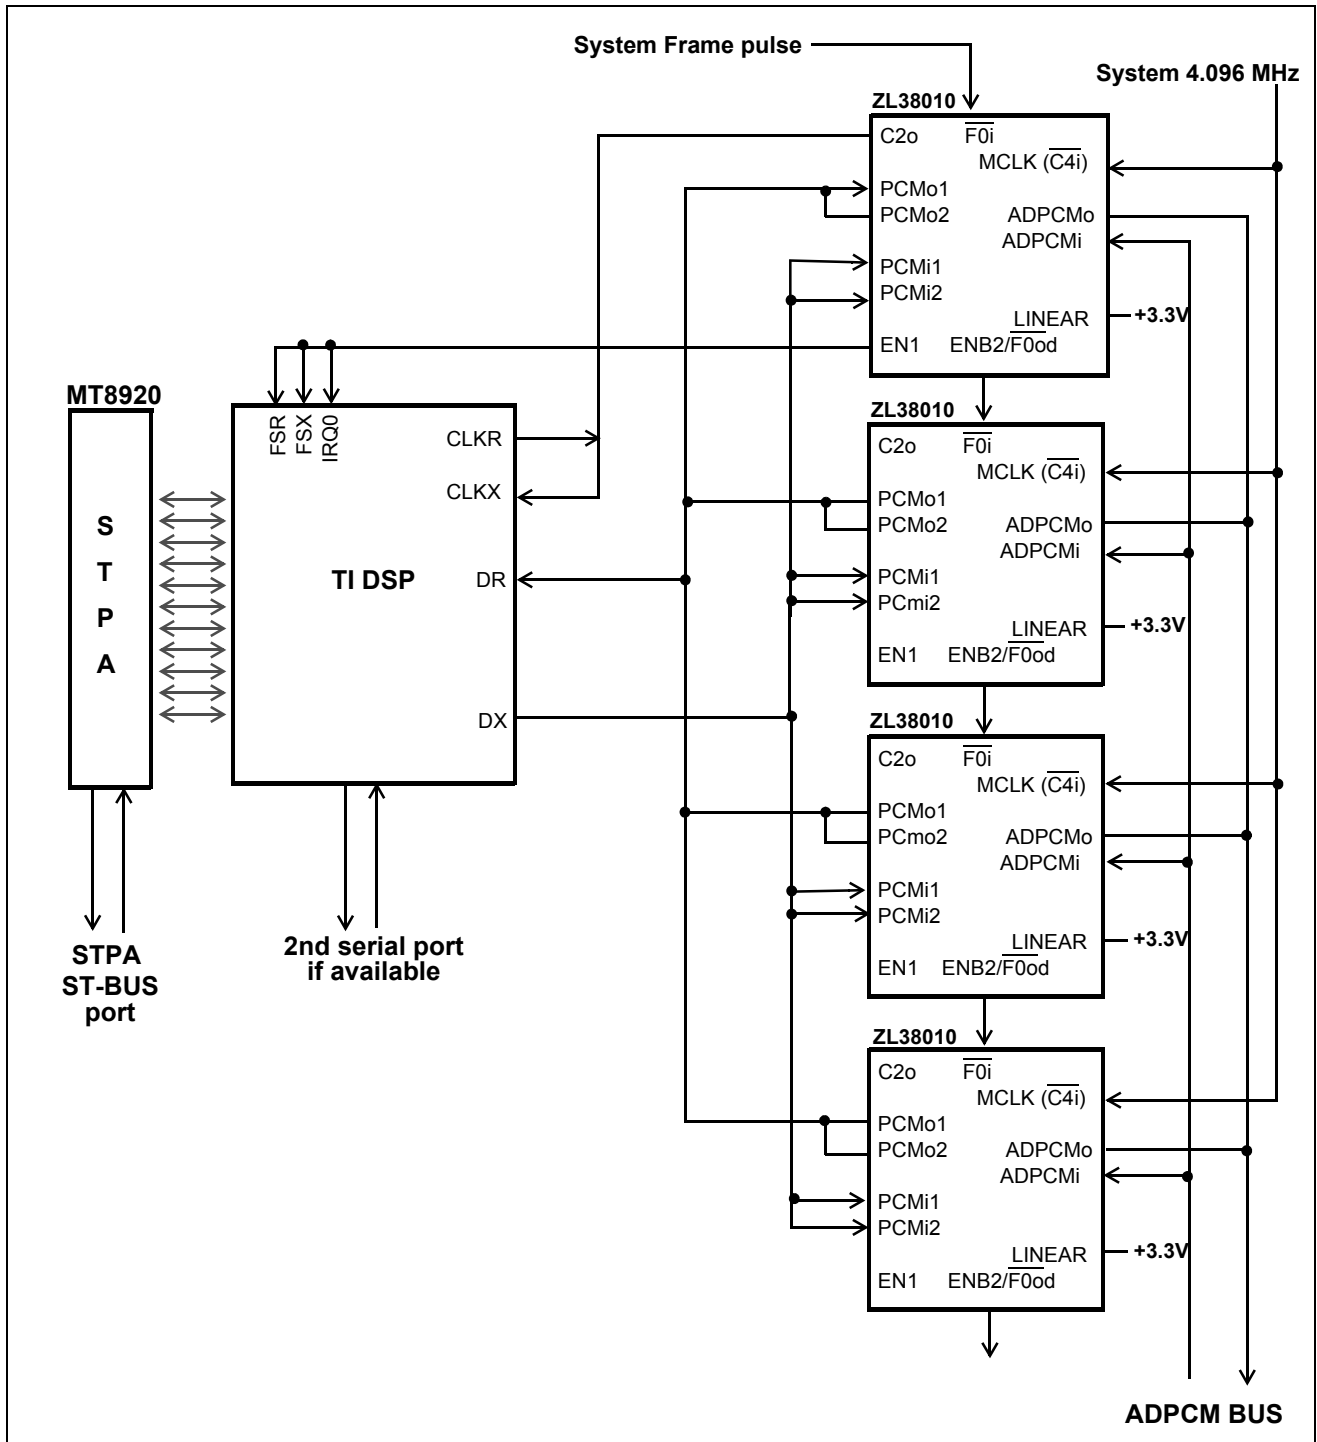 System Frame pulse
System 4.096 MHz
ZL38010
C2o F0i
MCLK (C4i)
PCMo1
PCMo2 ADPCMo
ADPCMi
PCMi1
PCMi2
LINEAR +3.3V
EN1 ENB2/F0od
MT8920
S
T
P
A
FSR
FSX
IRQ0
CLKR
CLKX
TI DSP
DR
DX
ZL38010
C2o F0i
MCLK (C4i)
PCMo1
PCMo2 ADPCMo
ADPCMi
PCMi1
PCmi2
LINEAR +3.3V
EN1 ENB2/F0od
ZL38010
C2o F0i
MCLK (C4i)
PCMo1
PCmo2 ADPCMo
ADPCMi
PCMi1
PCMi2
LINEAR +3.3V
EN1 ENB2/F0od
STPA
ST-BUS
port
2nd serial port
if available
ZL38010
C2o F0i
MCLK (C4i)
PCMo1
PCMo2 ADPCMo
ADPCMi
PCMi1
PCMi2
LINEAR +3.3V
EN1 ENB2/F0od
ADPCM BUS